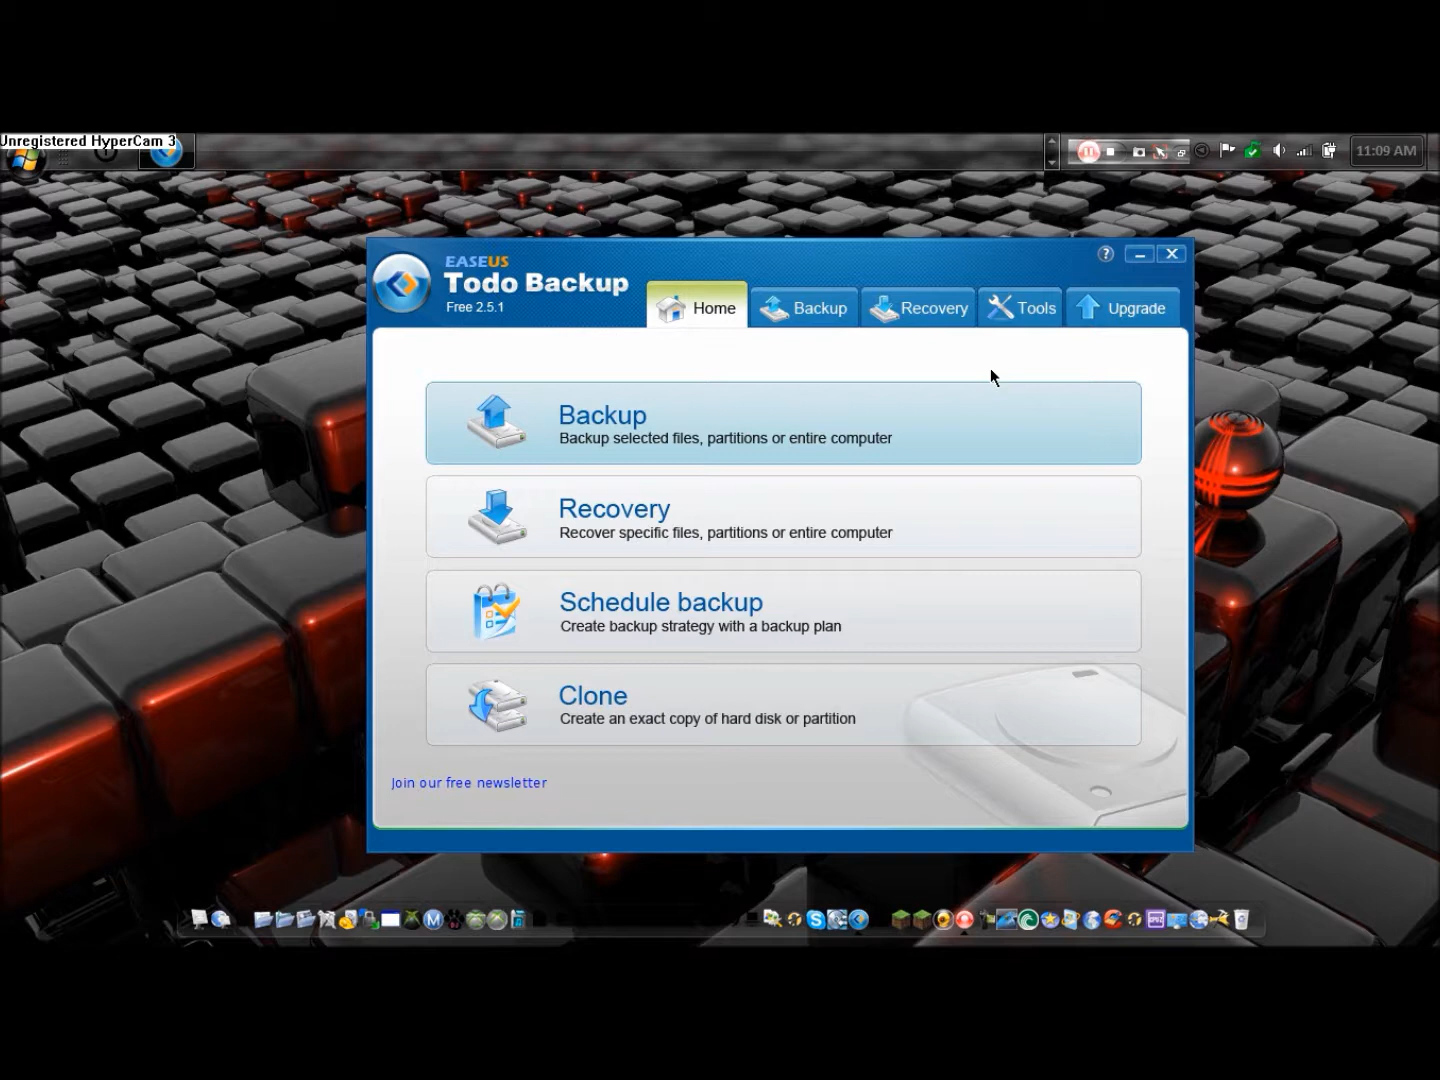 Unregistered HyperCam 3
11:09 AM
EASEUS
Todo Backup
Free 2.5.1
Home
Backup
Recovery
Tools
Upgrade
Backup
Backup selected files, partitions or entire computer
Recovery
Recover specific files, partitions or entire computer
Schedule backup
Create backup strategy with a backup plan
Clone
Create an exact copy of hard disk or partition
Join our free newsletter